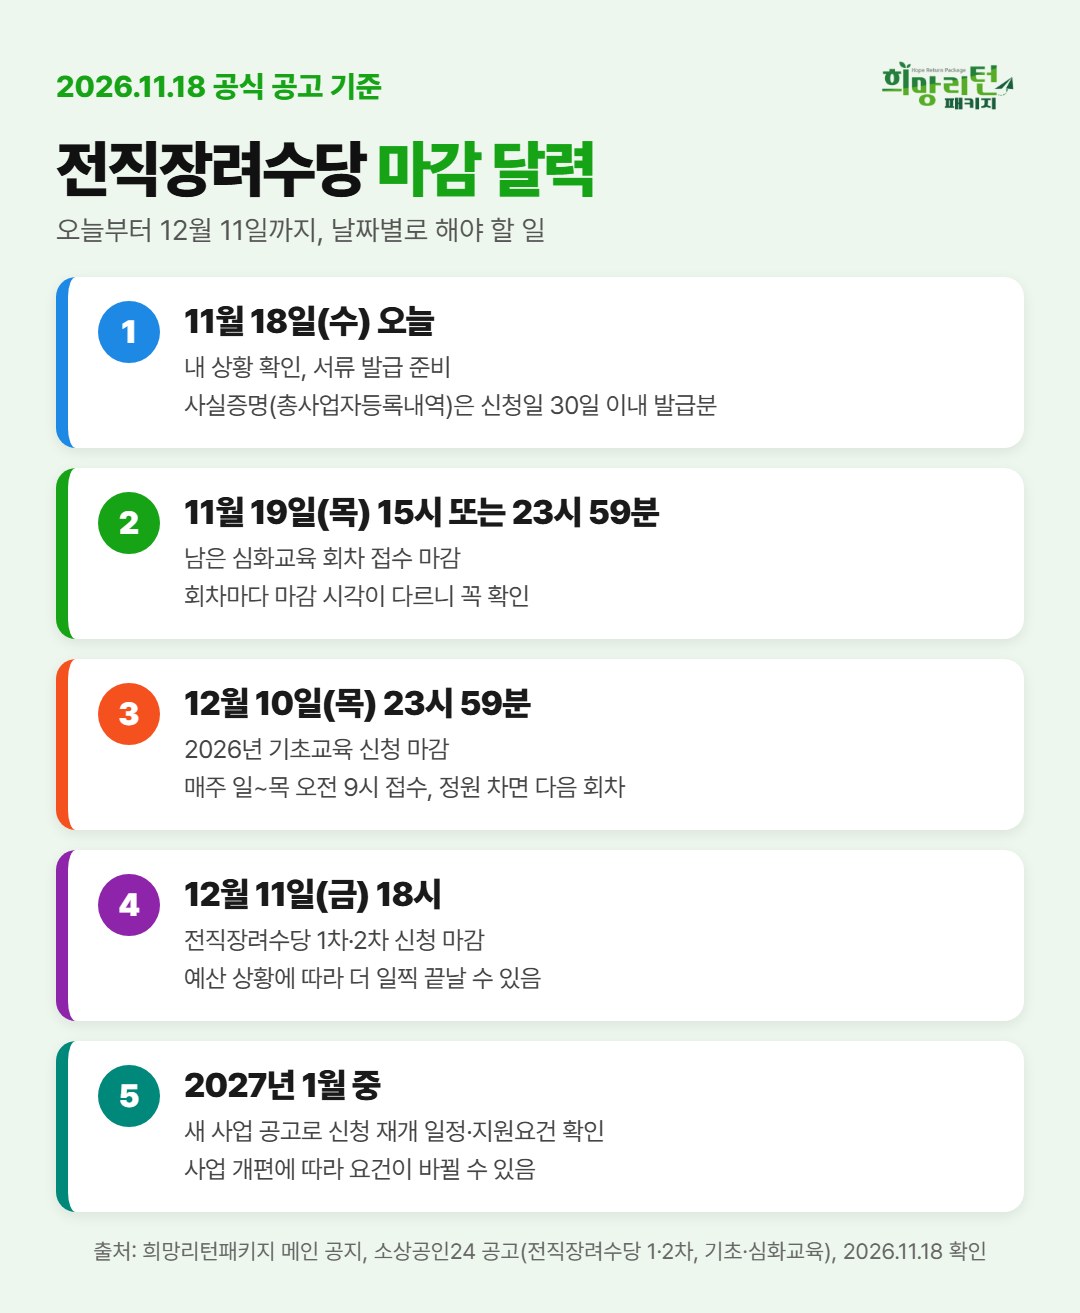 2026.11.18 공식 공고 기준
Hope Return Package
희망리턴
패키지
전직장려수당 마감 달력
오늘부터 12월 11일까지, 날짜별로 해야 할 일
1
11월 18일(수) 오늘
내 상황 확인, 서류 발급 준비
사실증명(총사업자등록내역)은 신청일 30일 이내 발급분
2
11월 19일(목) 15시 또는 23시 59분
남은 심화교육 회차 접수 마감
회차마다 마감 시각이 다르니 꼭 확인
3
12월 10일(목) 23시 59분
2026년 기초교육 신청 마감
매주 일~목 오전 9시 접수, 정원 차면 다음 회차
4
12월 11일(금) 18시
전직장려수당 1차·2차 신청 마감
예산 상황에 따라 더 일찍 끝날 수 있음
5
2027년 1월 중
새 사업 공고로 신청 재개 일정·지원요건 확인
사업 개편에 따라 요건이 바뀔 수 있음
출처: 희망리턴패키지 메인 공지, 소상공인24 공고(전직장려수당 1·2차, 기초·심화교육), 2026.11.18 확인